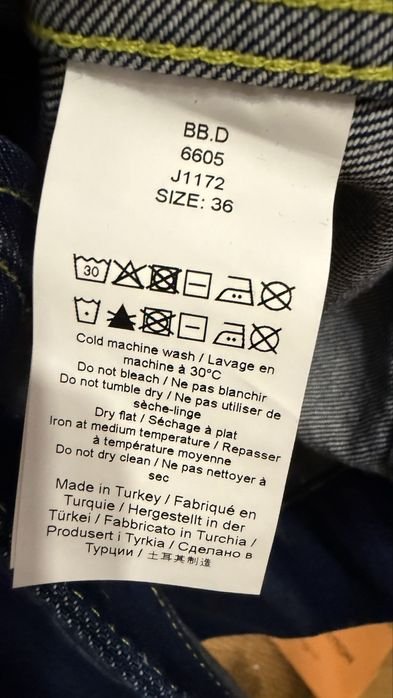 BB.D
6605
J1172
SIZE: 36
30
Cold machine wash / Lavage en
machine à 30°C
Do not bleach / Ne pas blanchir
Do not tumble dry / Ne pas utiliser de
sèche-linge
Dry flat / Séchage à plat
Iron at medium temperature / Repasser
à température moyenne
Do not dry clean / Ne pas nettoyer à
sec
Made in Turkey / Fabriqué en
Turquie / Hergestellt in der
Türkei / Fabbricato in Turchia /
Produsert i Tyrkia / Сделано в
Турции / 土耳其制造